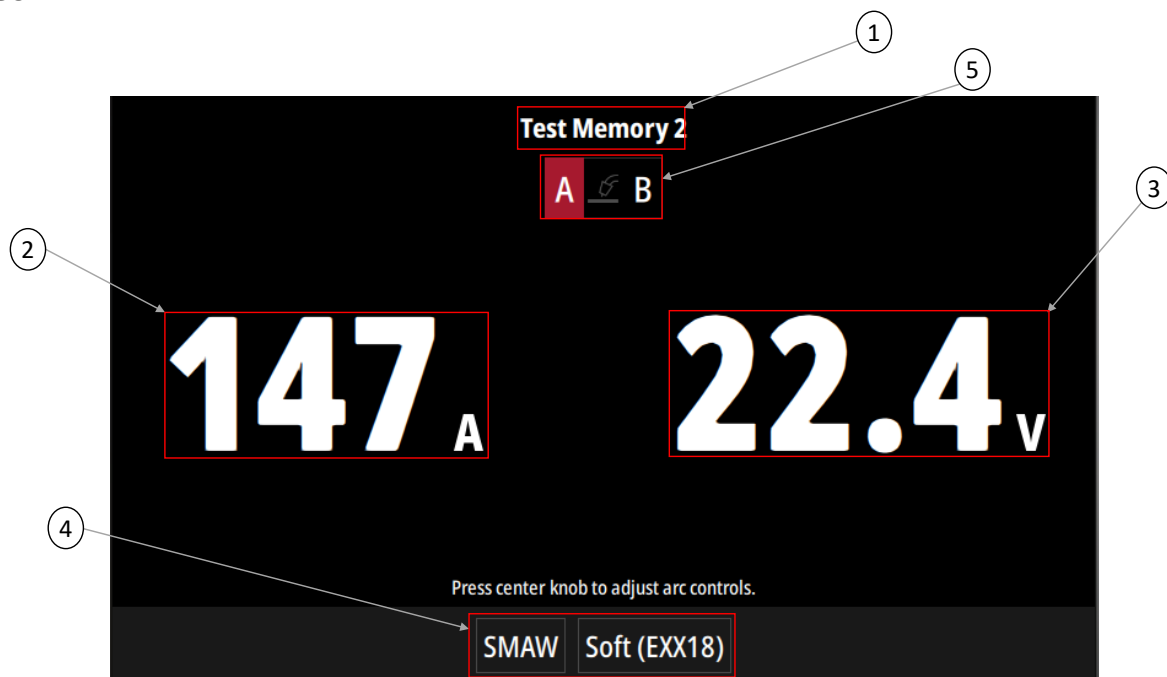 1
5
Test Memory 2
A B
3
2
147 A
22.4 V
4
Press center knob to adjust arc controls.
SMAW Soft (EXX18)